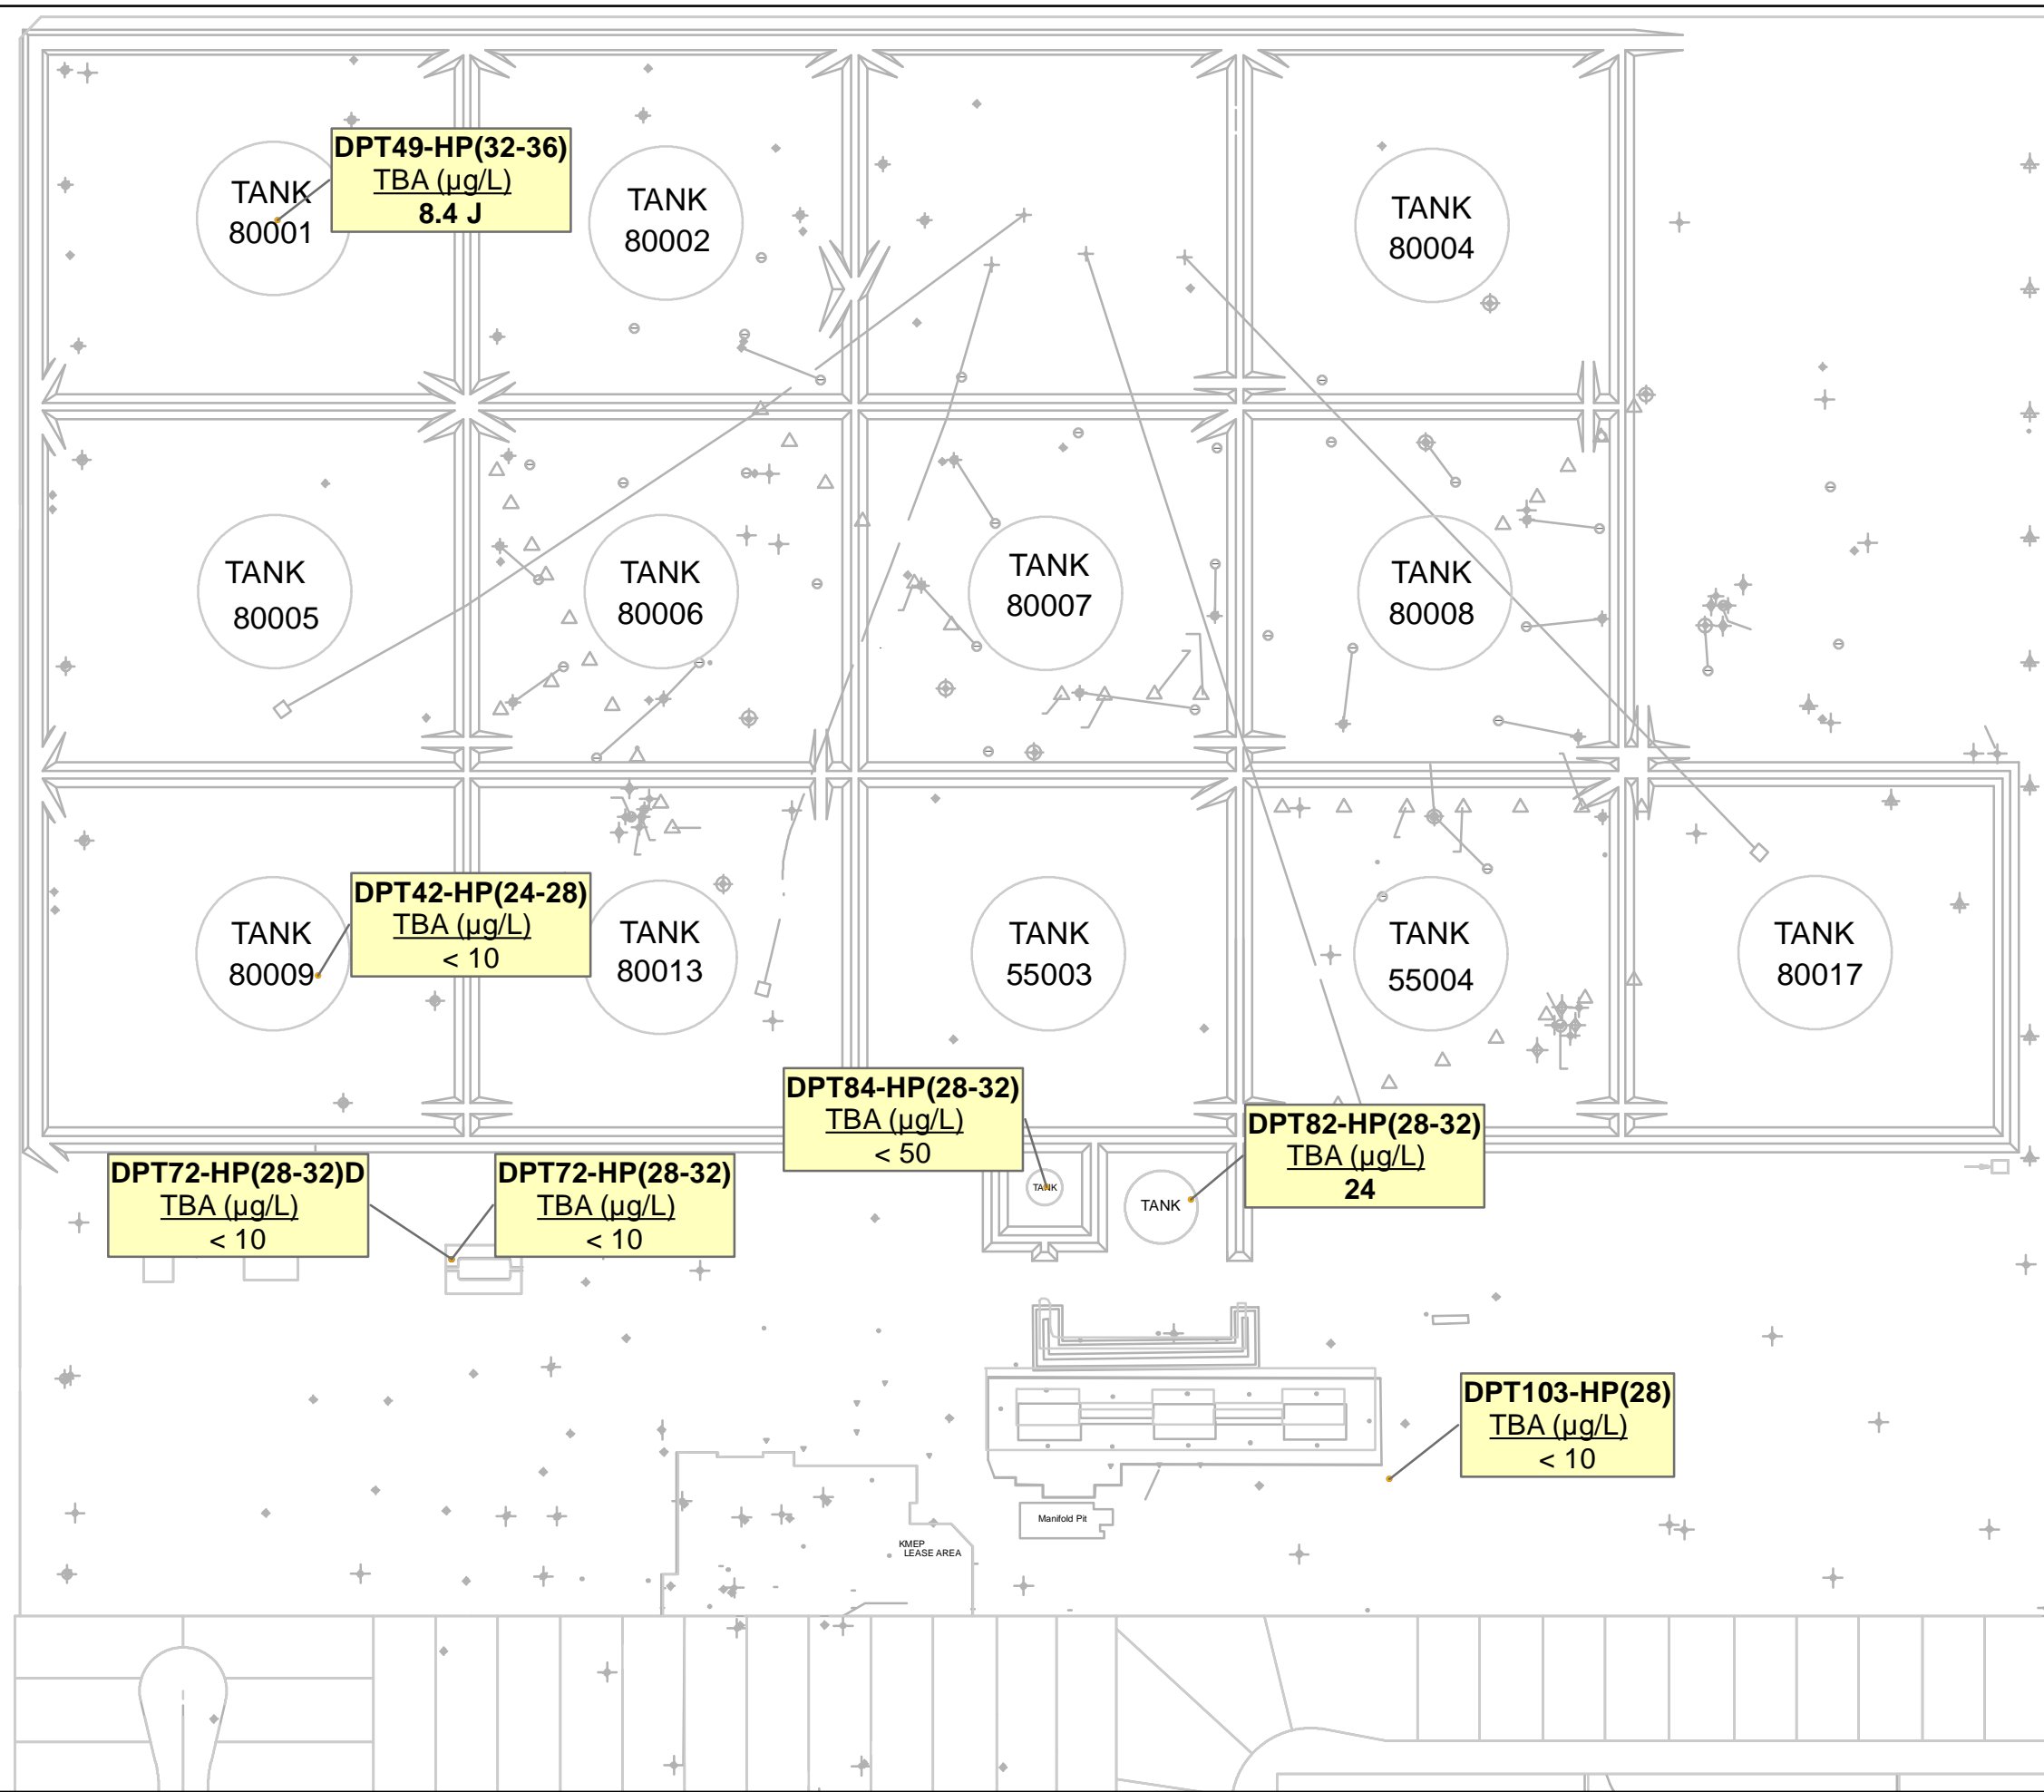 DPT49-HP(32-36)
TBA (µg/L)
8.4 J
TANK
80001
TANK
80002
TANK
80004
TANK
80005
TANK
80006
TANK
80007
TANK
80008
DPT42-HP(24-28)
TBA (µg/L)
< 10
TANK
80009
TANK
80013
TANK
55003
TANK
55004
TANK
80017
DPT84-HP(28-32)
TBA (µg/L)
< 50
DPT82-HP(28-32)
TBA (µg/L)
24
DPT72-HP(28-32)D
TBA (µg/L)
< 10
DPT72-HP(28-32)
TBA (µg/L)
< 10
TANK
TANK
DPT103-HP(28)
TBA (µg/L)
< 10
Manifold Pit
KMEP
LEASE AREA